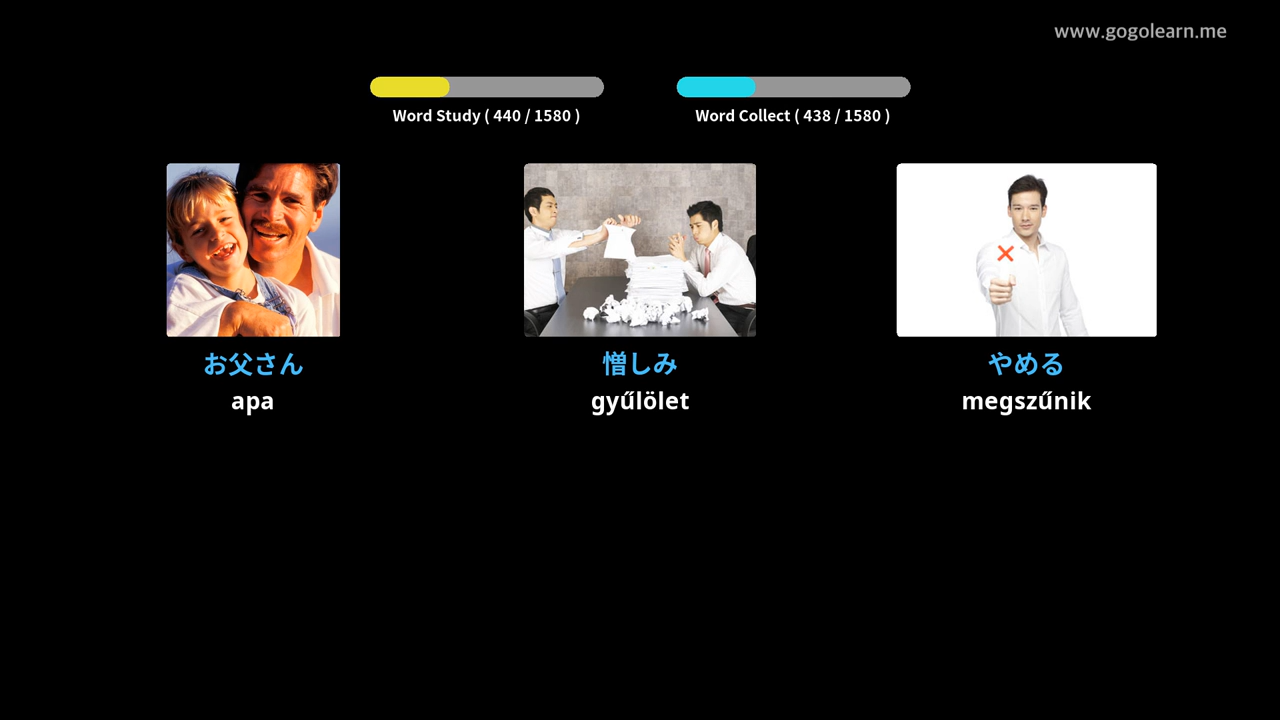 www.gogolearn.me
Word Study ( 440 / 1580 )
Word Collect ( 438 / 1580 )
お父さん
憎しみ
やめる
apa
gyűlölet
megszűnik